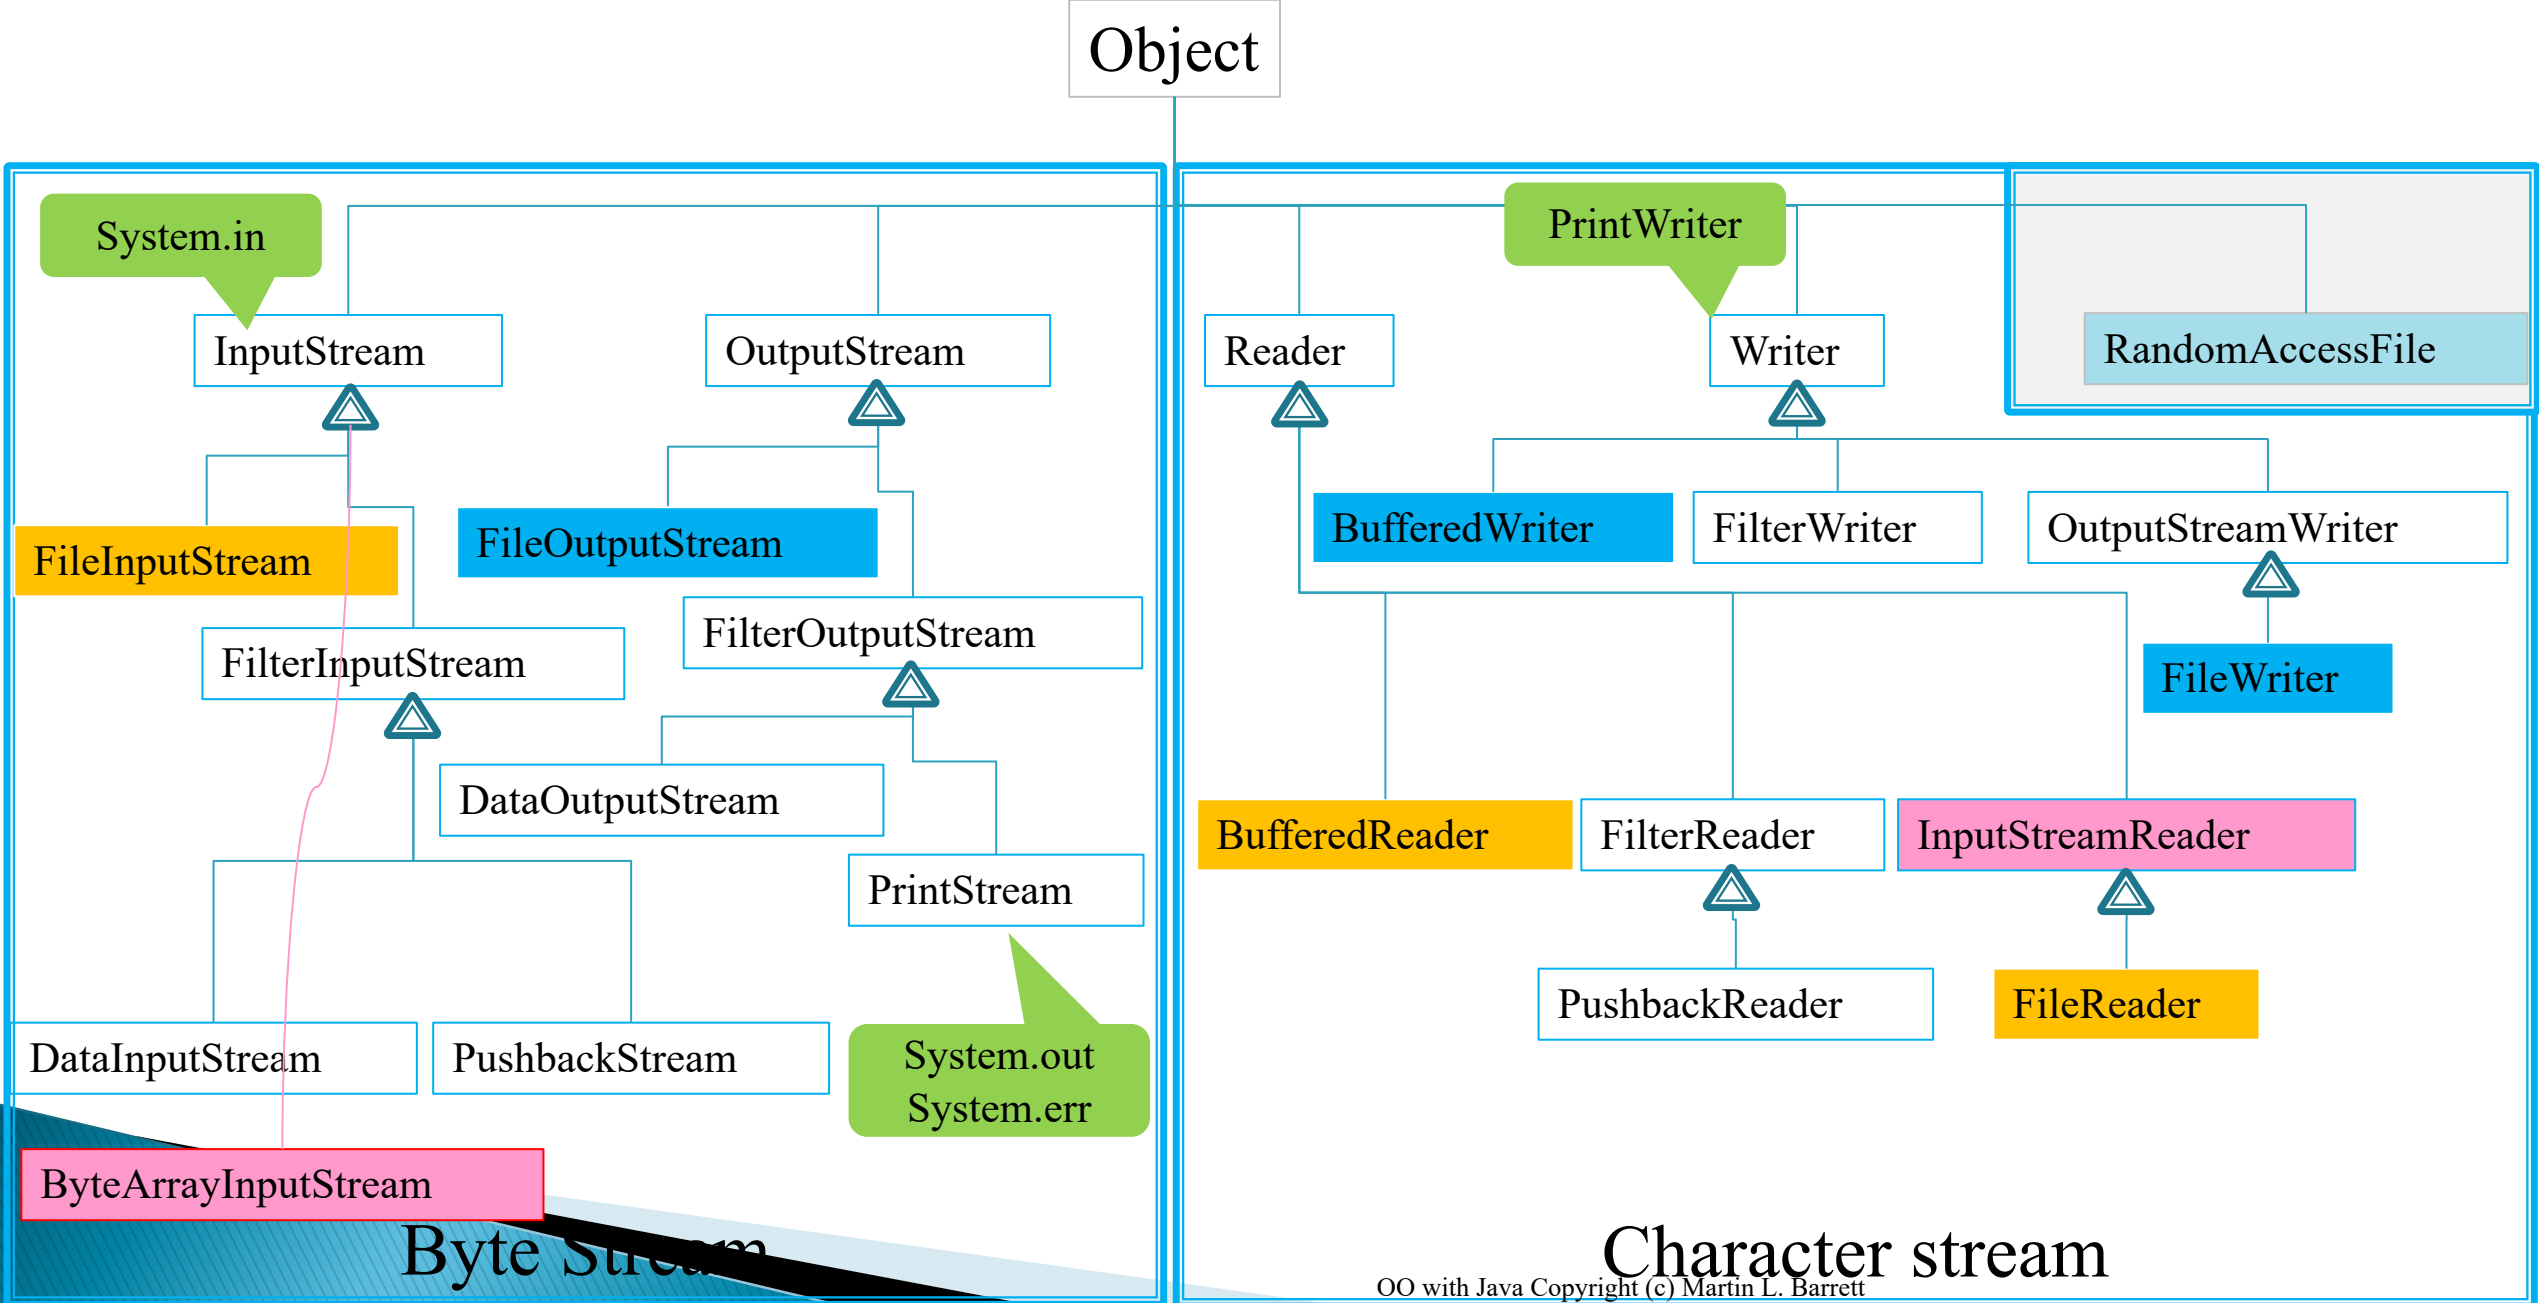 Object
System.in
PrintWriter
InputStream
OutputStream
Reader
Writer
RandomAccessFile
FileInputStream
FileOutputStream
BufferedWriter
FilterWriter
OutputStreamWriter
FilterInputStream
FilterOutputStream
FileWriter
DataOutputStream
BufferedReader
FilterReader
InputStreamReader
PrintStream
PushbackReader
FileReader
DataInputStream
PushbackStream
System.out
System.err
ByteArrayInputStream
Byte Stream
Character stream
OO with Java Copyright (c) Martin L. Barrett